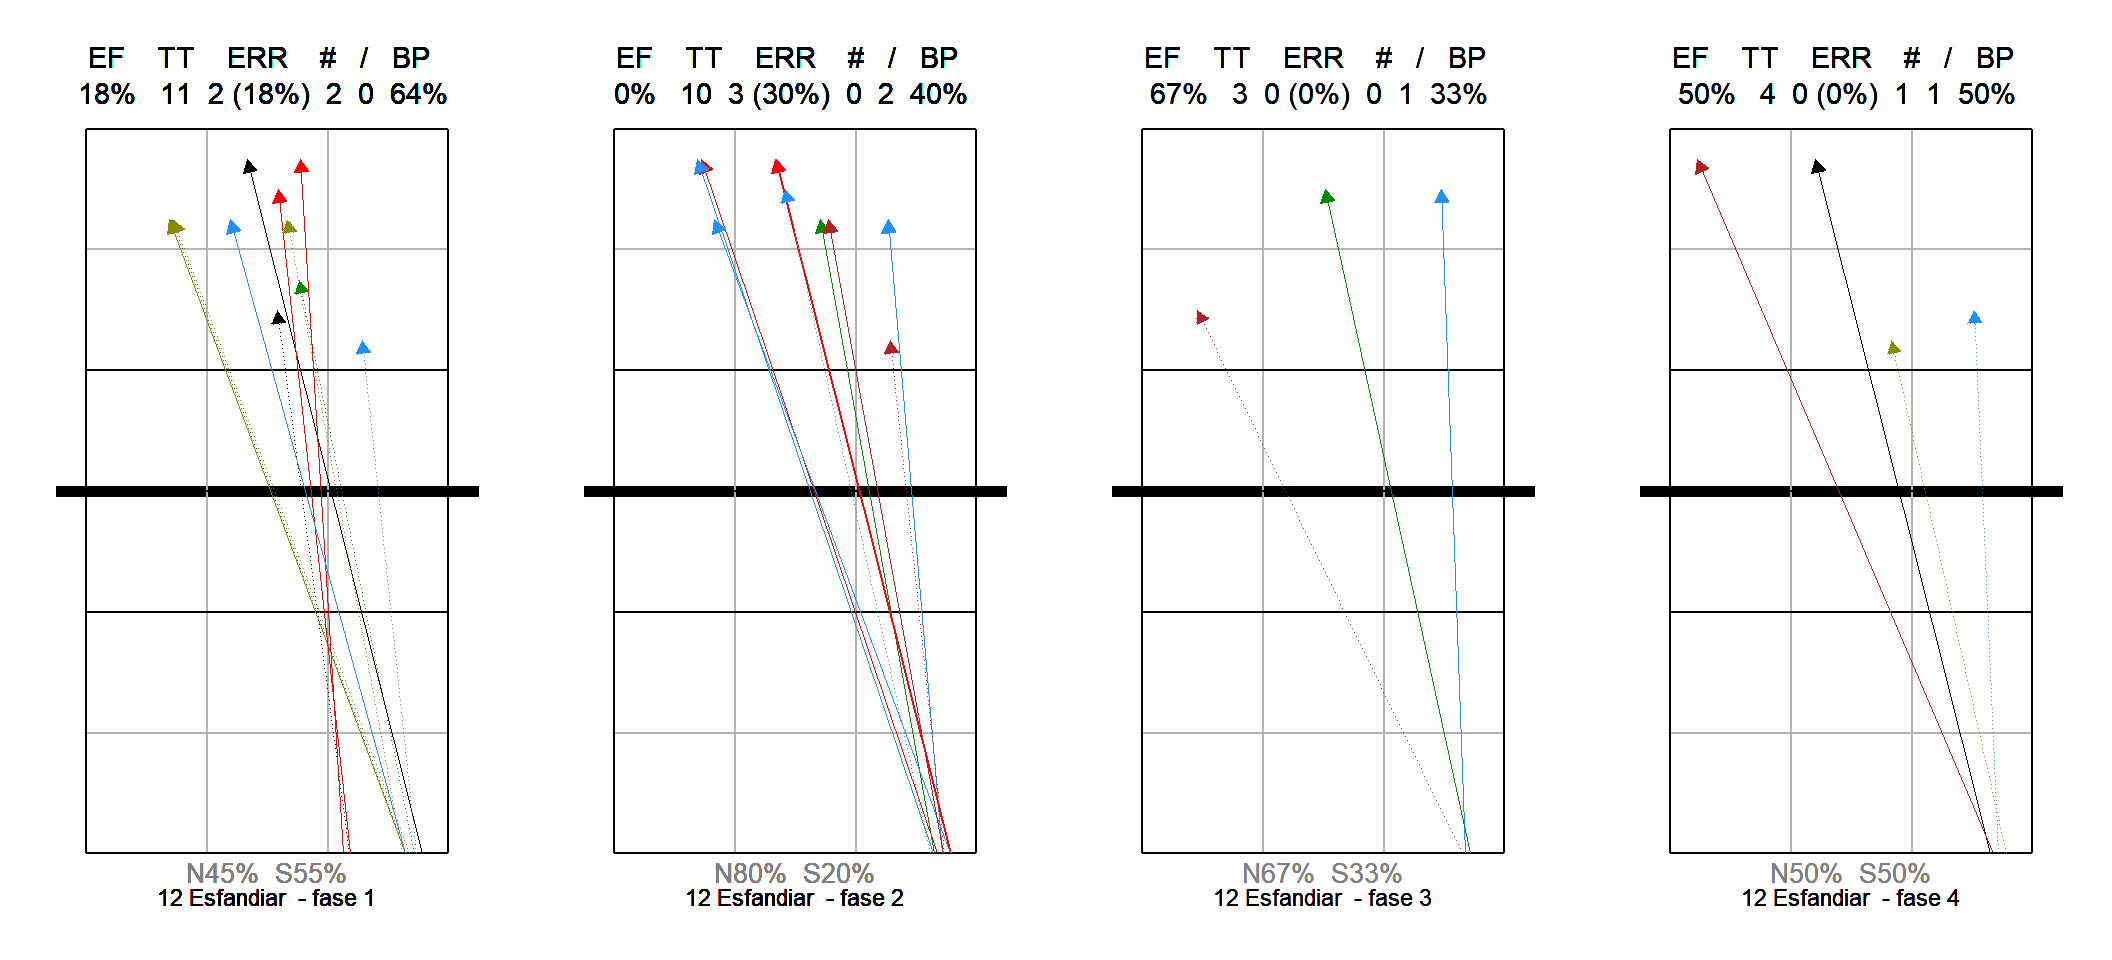 EF TT ERR # / BP
18% 11 2 (18%) 2 0 64%
N45% S55%
12 Esfandiar - fase 1
EF TT ERR # / BP
0% 10 3 (30%) 0 2 40%
N80% S20%
12 Esfandiar - fase 2
EF TT ERR # / BP
67% 3 0 (0%) 0 1 33%
N67% S33%
12 Esfandiar - fase 3
EF TT ERR # / BP
50% 4 0 (0%) 1 1 50%
N50% S50%
12 Esfandiar - fase 4